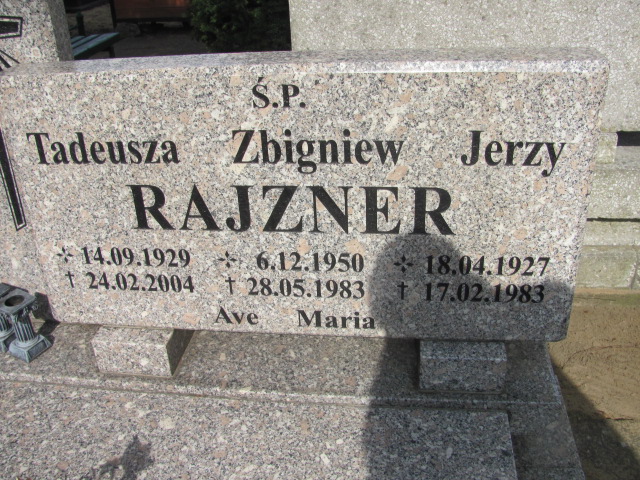 Ś.P.
Tadeusza Zbigniew Jerzy
RAJZNER
14.09.1929 6.12.1950 18.04.1927
† 24.02.2004 † 28.05.1983 † 17.02.1983
Ave Maria